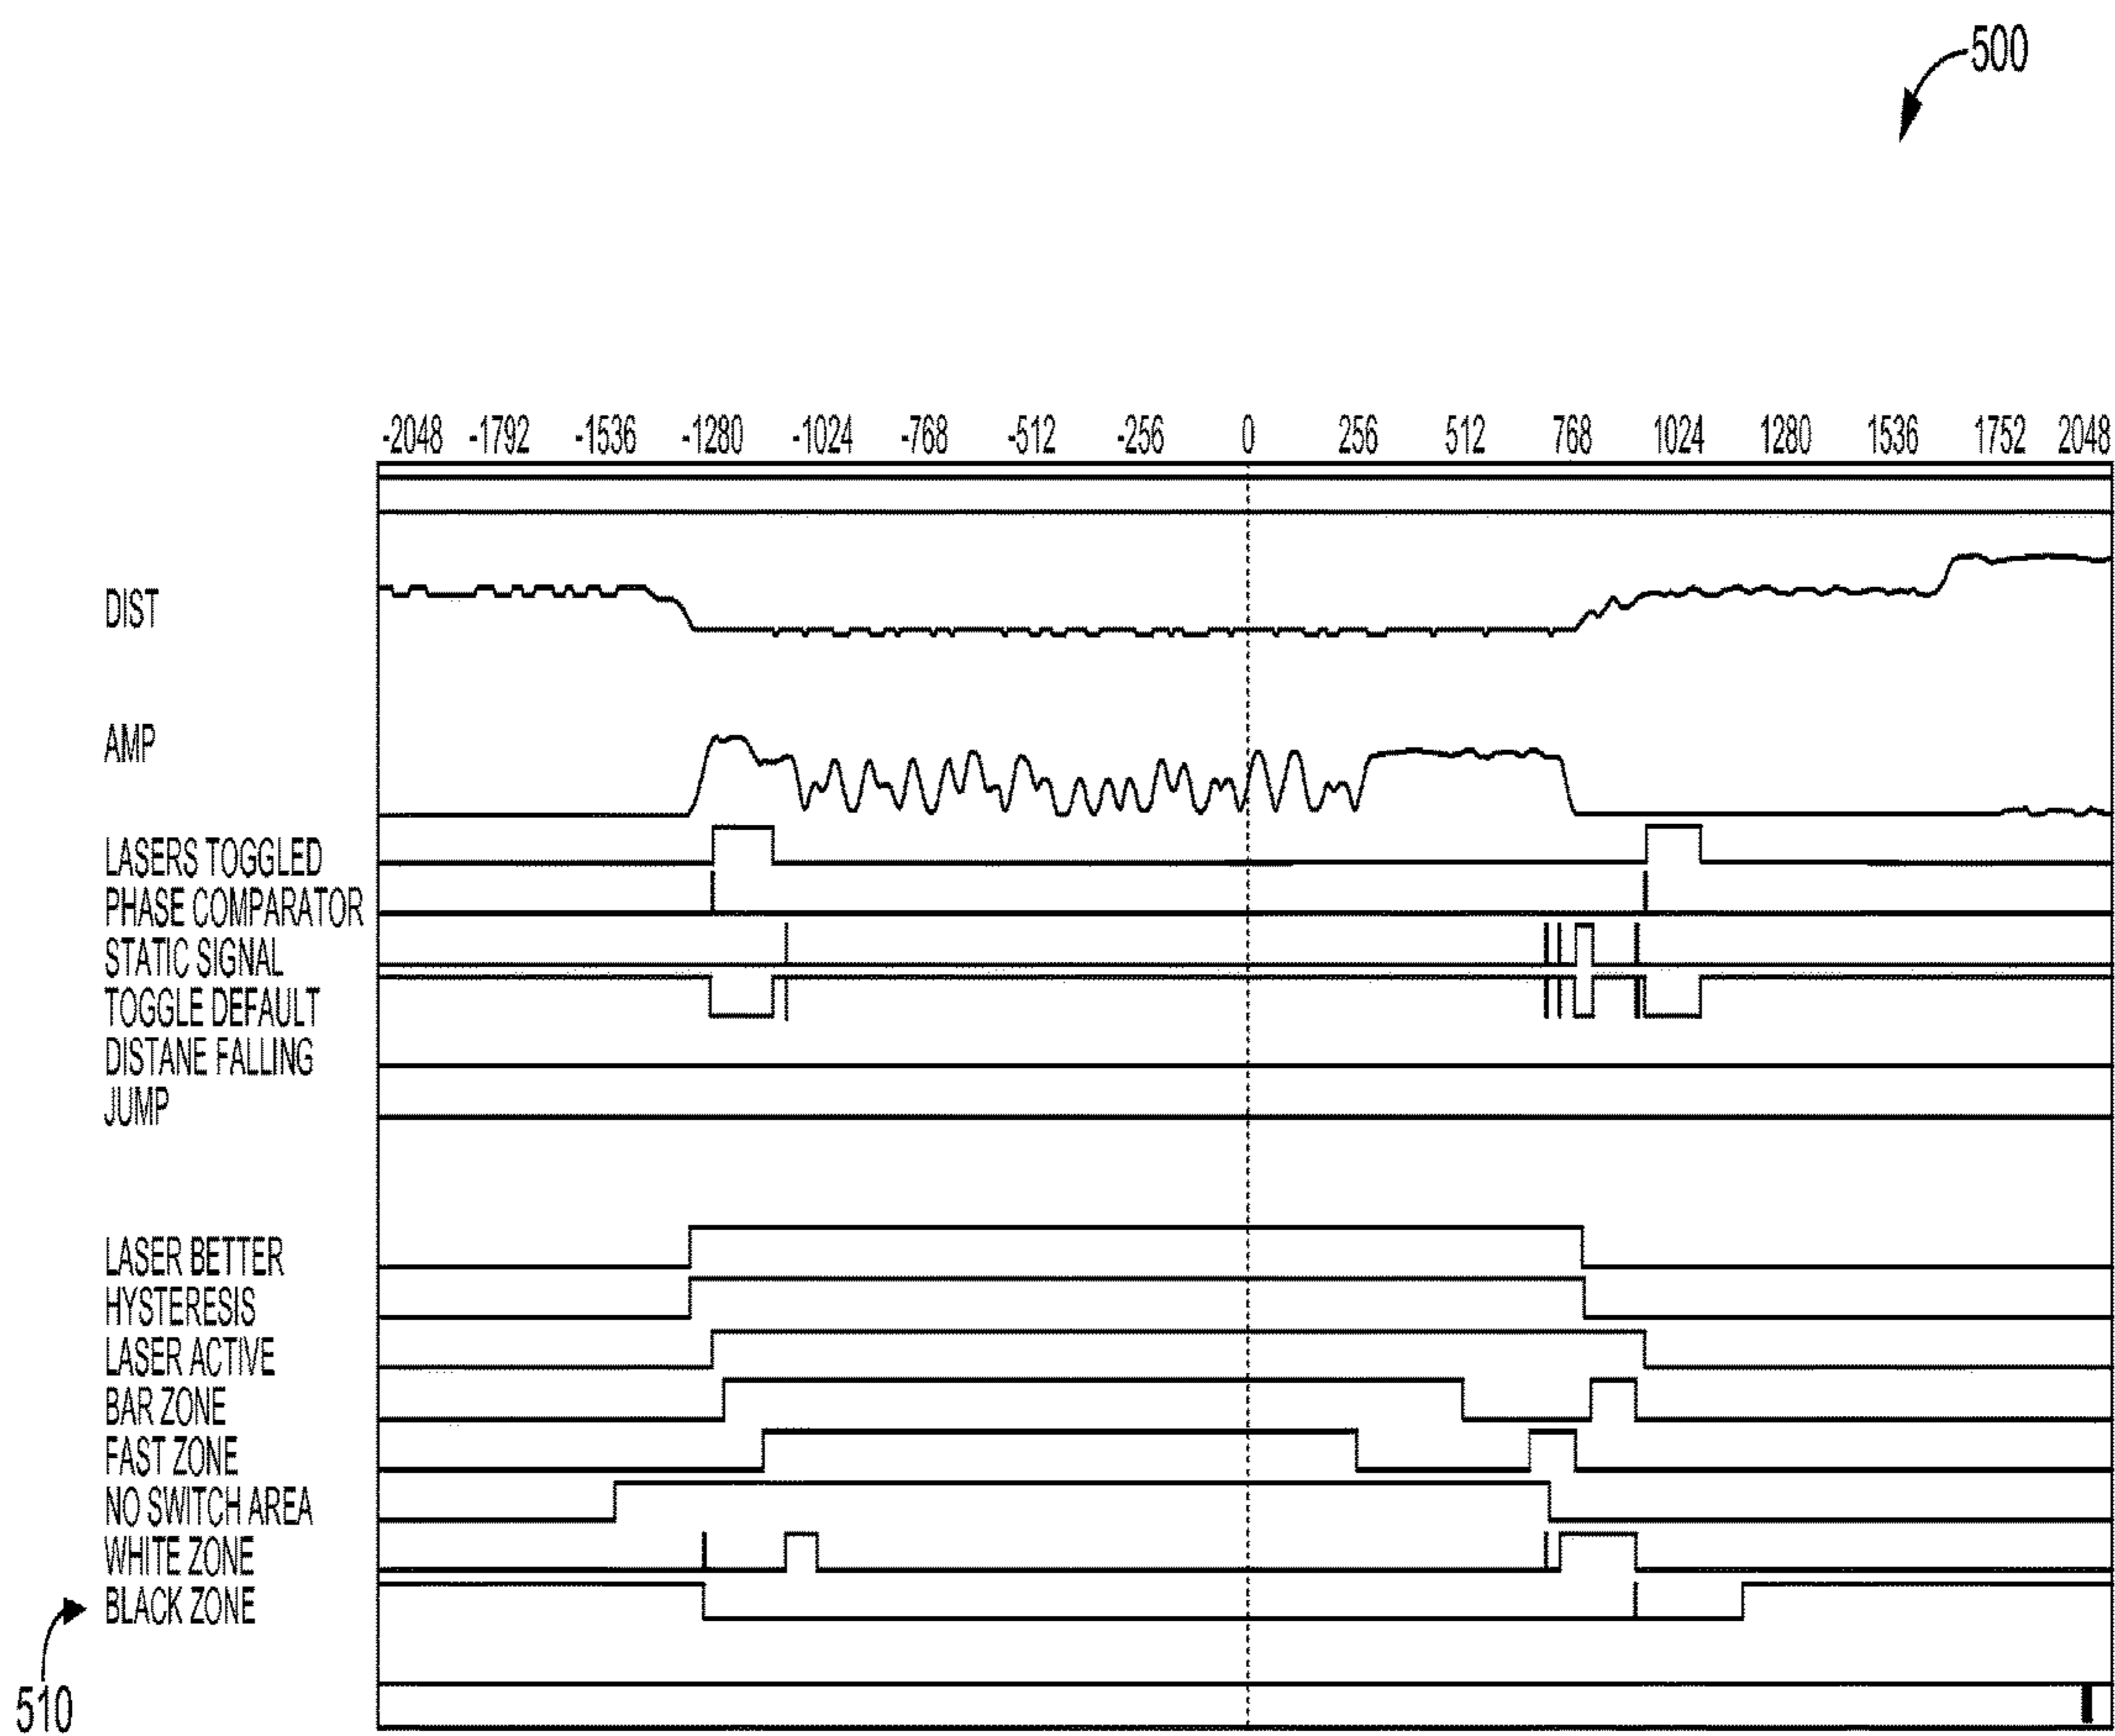 500
-2048 -1792 -1536 -1280 -1024 -768 -512 -256 0 256 512 768 1024 1280 1536 1752 2048
DIST
AMP
LASERS TOGGLED
PHASE COMPARATOR
STATIC SIGNAL
TOGGLE DEFAULT
DISTANE FALLING
JUMP
LASER BETTER
HYSTERESIS
LASER ACTIVE
BAR ZONE
FAST ZONE
NO SWITCH AREA
WHITE ZONE
BLACK ZONE
510